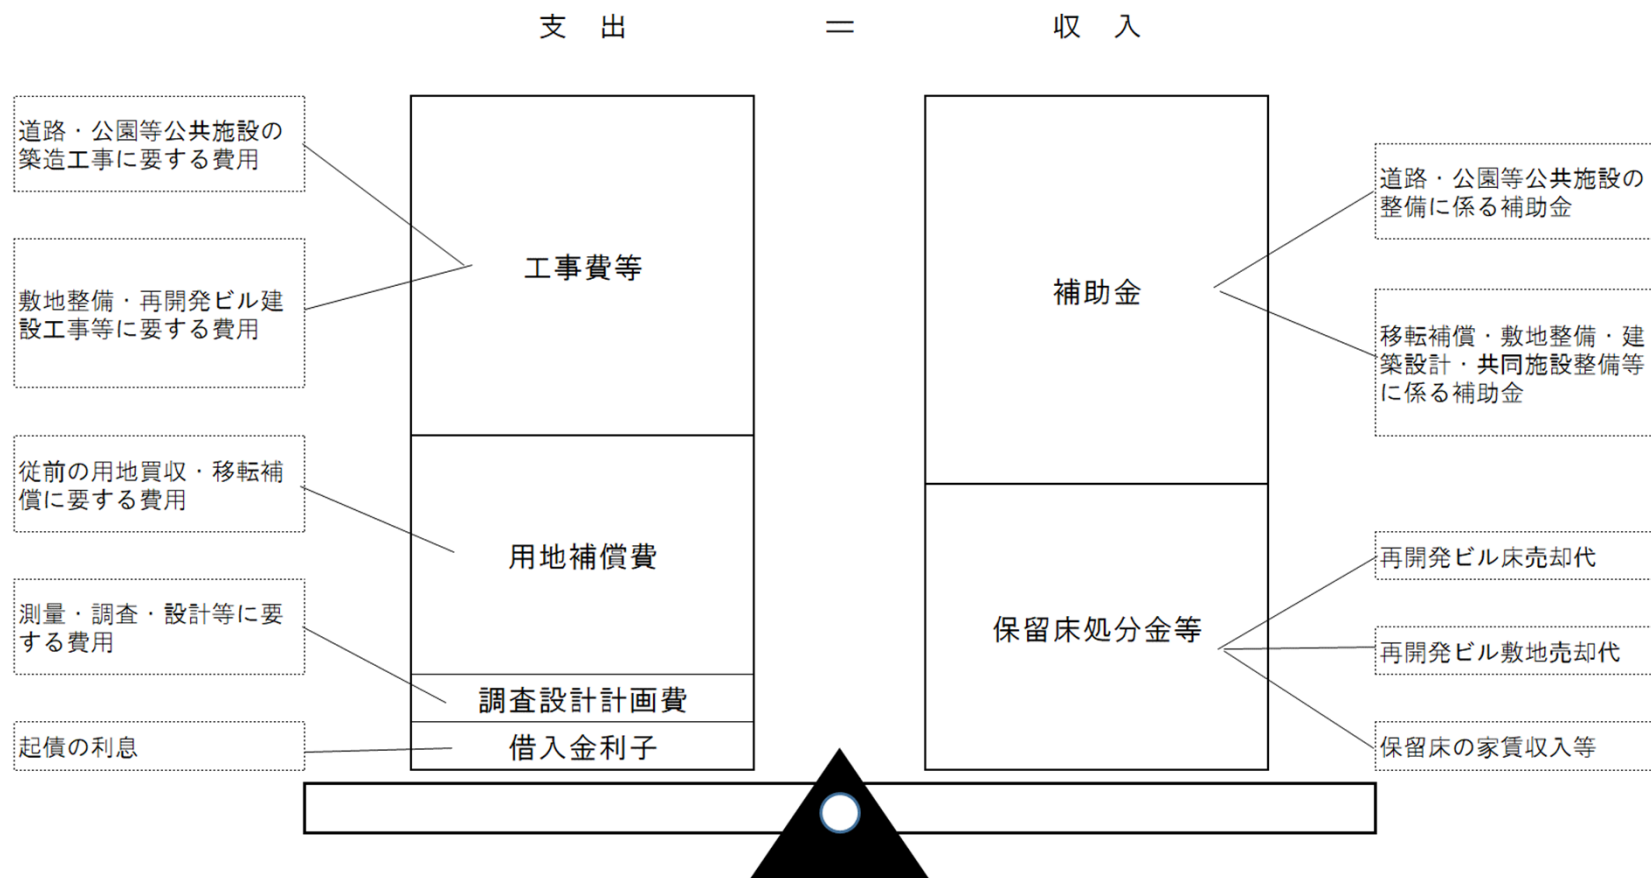 支 出 ＝ 収 入
道路・公園等公共施設の
築造工事に要する費用
敷地整備・再開発ビル建
設工事等に要する費用
従前の用地買収・移転補
償に要する費用
測量・調査・設計等に要
する費用
起債の利息
工事費等
用地補償費
調査設計計画費
借入金利子
補助金
保留床処分金等
道路・公園等公共施設の
整備に係る補助金
移転補償・敷地整備・建
築設計・共同施設整備等
に係る補助金
再開発ビル床売却代
再開発ビル敷地売却代
保留床の家賃収入等